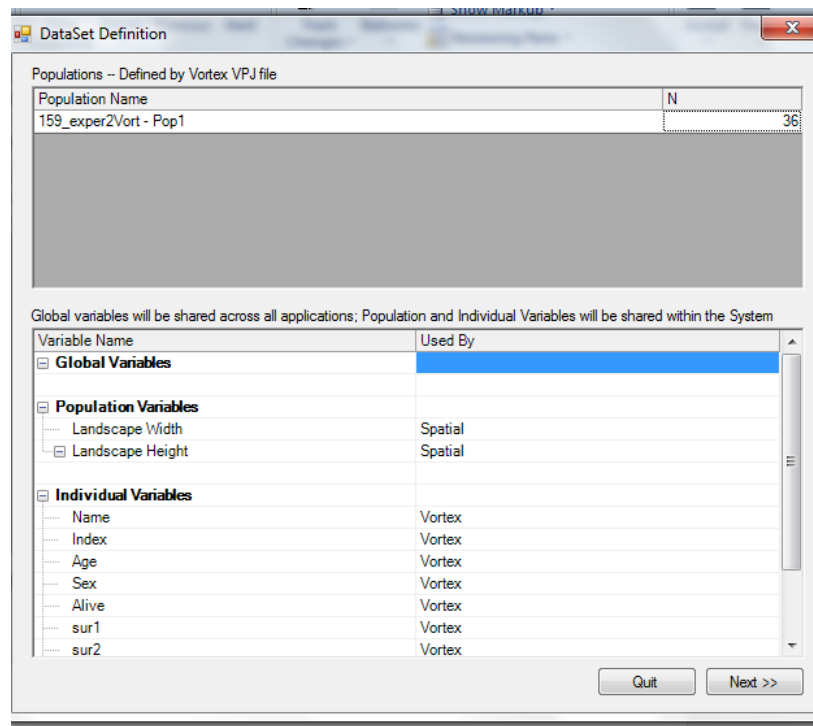 Show Markup
DataSet Definition
Populations -- Defined by Vortex VPJ file
Population Name N
159_exper2Vort - Pop1 36
Global variables will be shared across all applications; Population and Individual Variables will be shared within the System
Variable Name Used By
Global Variables
Population Variables
Landscape Width Spatial
Landscape Height Spatial
Individual Variables
Name Vortex
Index Vortex
Age Vortex
Sex Vortex
Alive Vortex
sur1 Vortex
sur2 Vortex
Quit Next >>